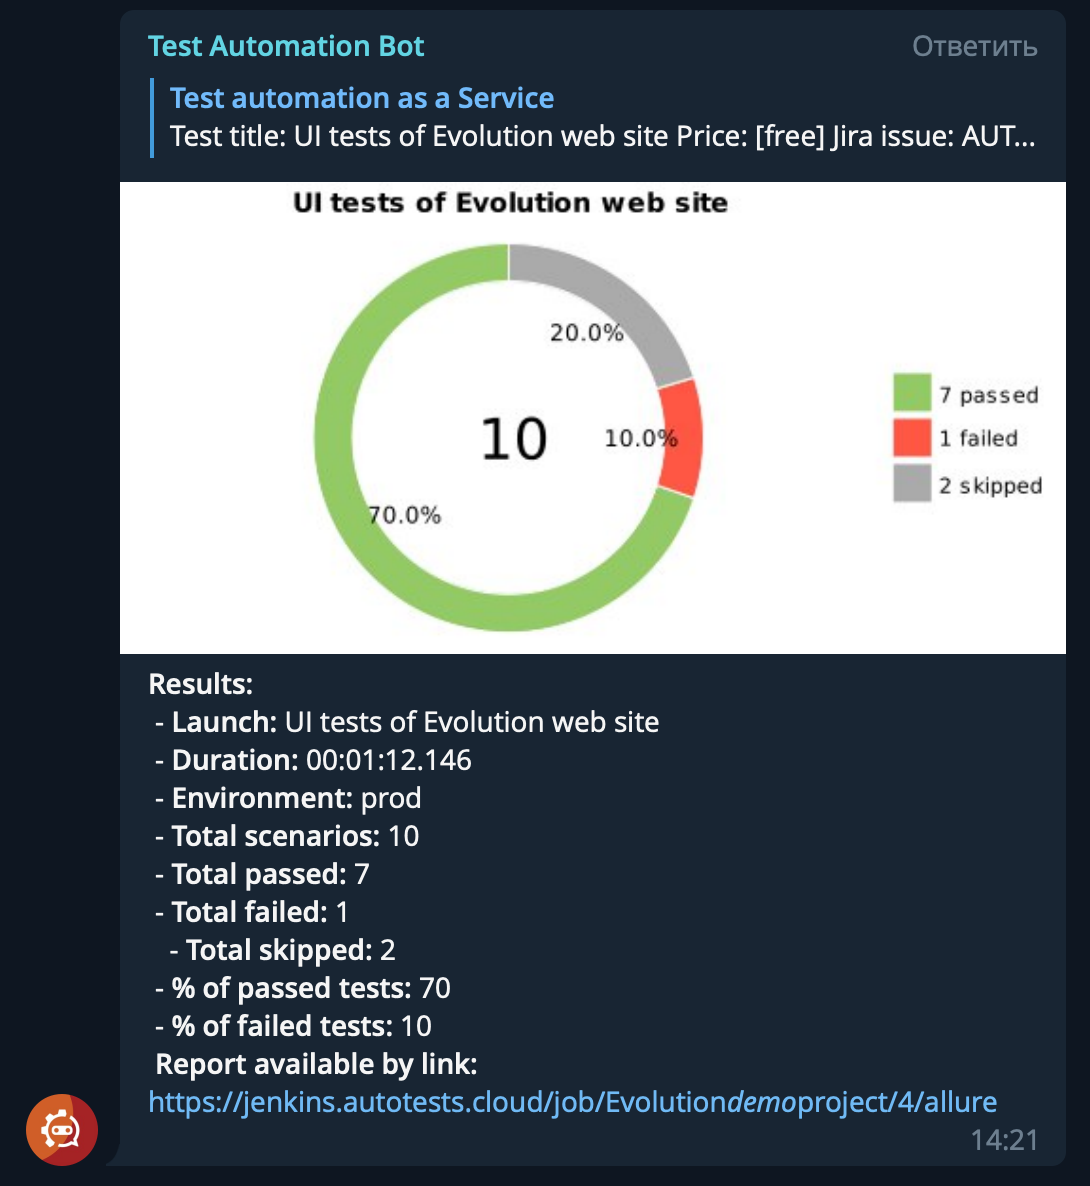 Test Automation Bot
Ответить
Test automation as a Service
Test title: UI tests of Evolution web site Price: [free] Jira issue: AUT...
UI tests of Evolution web site
20.0%
10
10.0%
70.0%
7 passed
1 failed
2 skipped
Results:
- Launch: UI tests of Evolution web site
- Duration: 00:01:12.146
- Environment: prod
- Total scenarios: 10
- Total passed: 7
- Total failed: 1
- Total skipped: 2
- % of passed tests: 70
- % of failed tests: 10
Report available by link:
https://jenkins.autotests.cloud/job/Evolutiondemoproject/4/allure
14:21